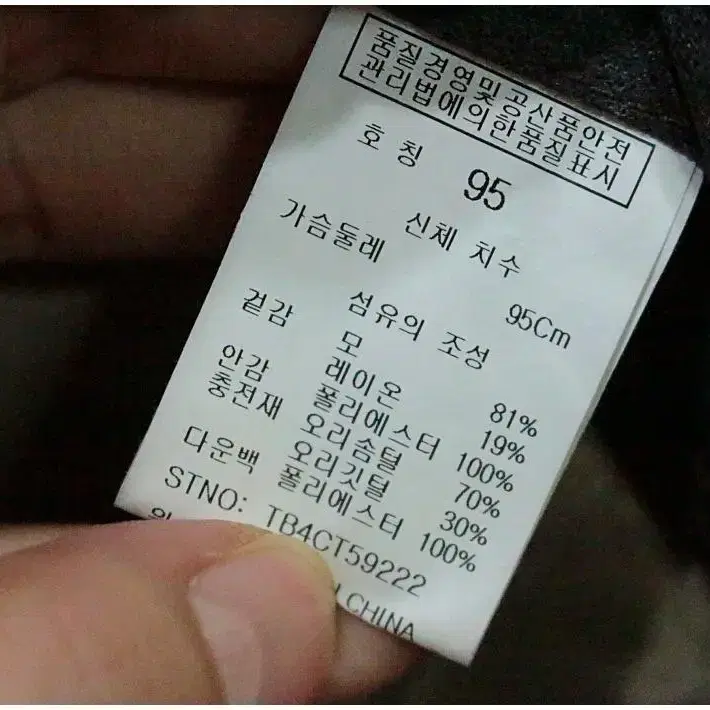 품질경영및공산품안전
관리법에의한품질표시
호칭 95
신체 치수
가슴둘레 95Cm
섬유의 조성
겉감 모 81%
레이온 19%
안감 폴리에스터 100%
충전재 오리솜털 70%
오리깃털 30%
다운백 폴리에스터 100%
STNO: TB4CT59222
CHINA